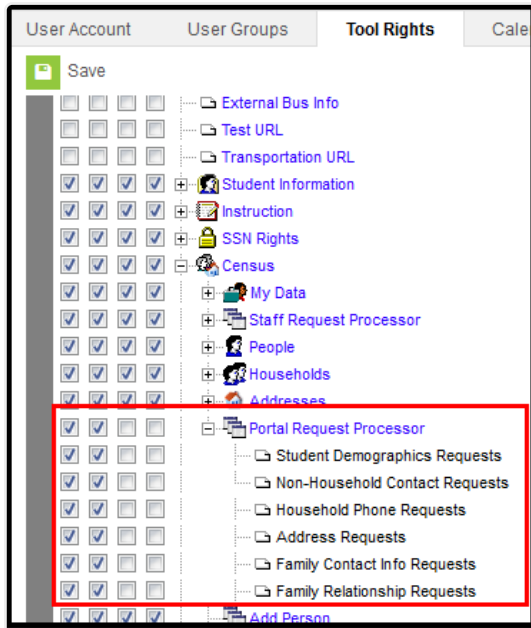 User Account User Groups Tool Rights Cale
Save
External Bus Info
Test URL
Transportation URL
Student Information
Instruction
SSN Rights
Census
My Data
Staff Request Processor
People
Households
Addresses
Portal Request Processor
Student Demographics Requests
Non-Household Contact Requests
Household Phone Requests
Address Requests
Family Contact Info Requests
Family Relationship Requests
Add Person